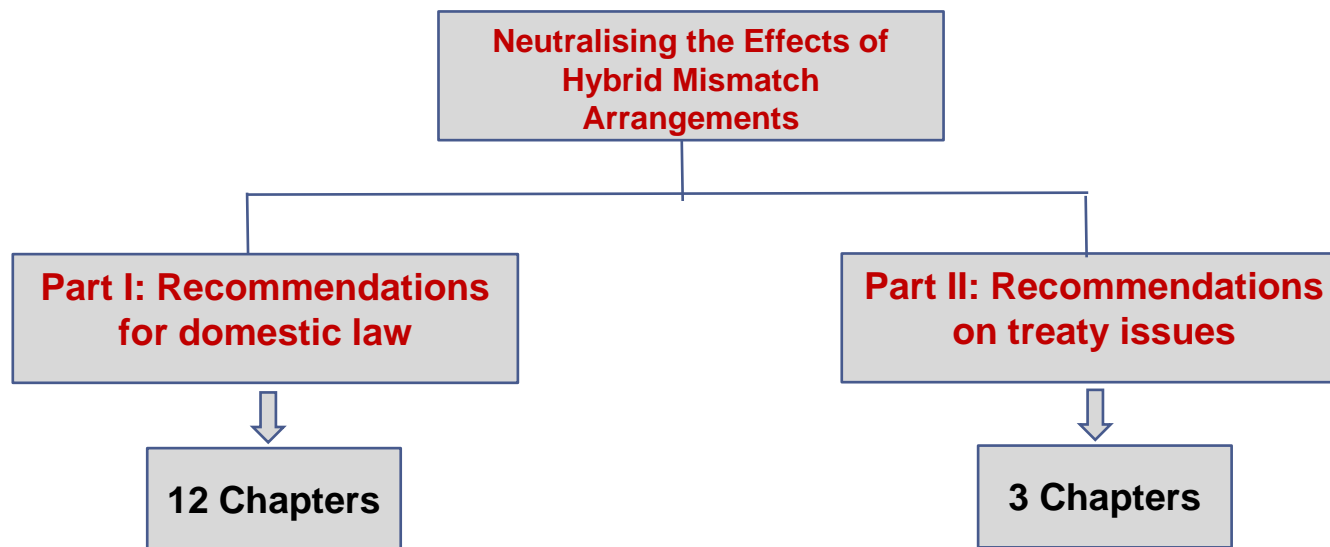 Neutralising the Effects of
Hybrid Mismatch
Arrangements
Part I: Recommendations
for domestic law
Part II: Recommendations
on treaty issues
12 Chapters
3 Chapters